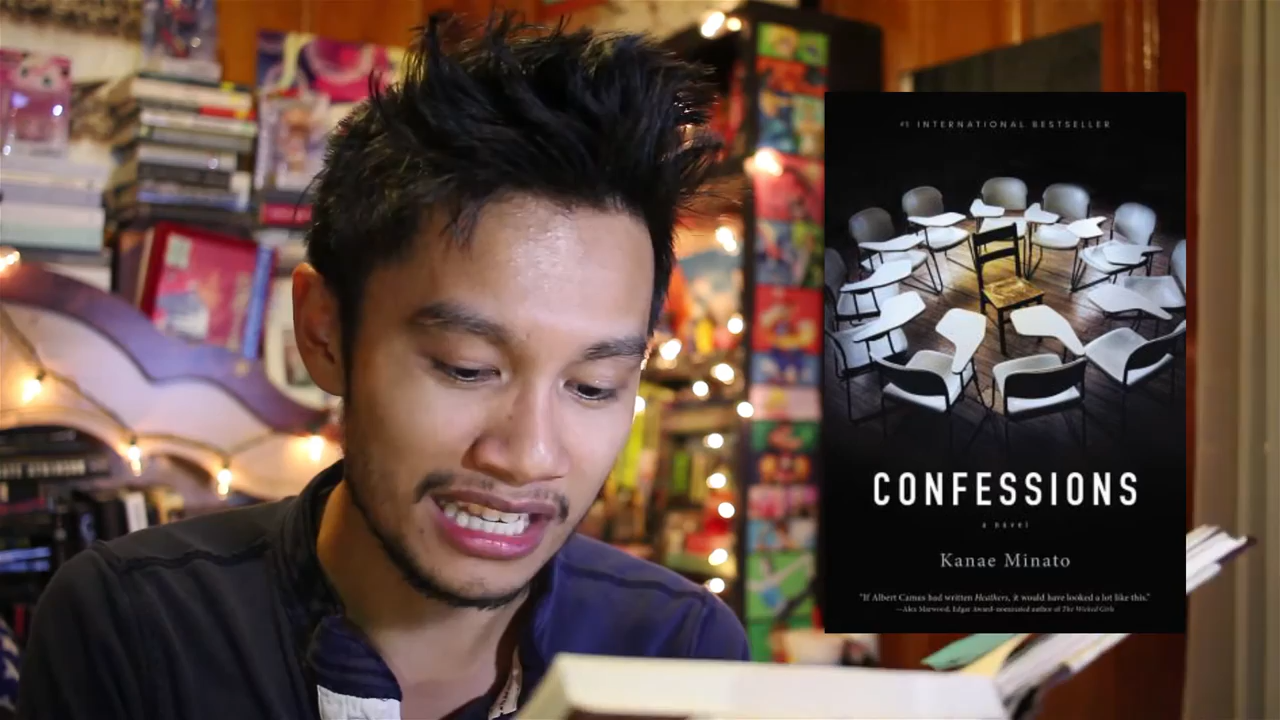 #1 INTERNATIONAL BESTSELLER
CONFESSIONS
a novel
Kanae Minato
"If Albert Camus had written Heathers, it would have looked a lot like this."
—Alex Marwood, Edgar Award–nominated author of The Wicked Girls